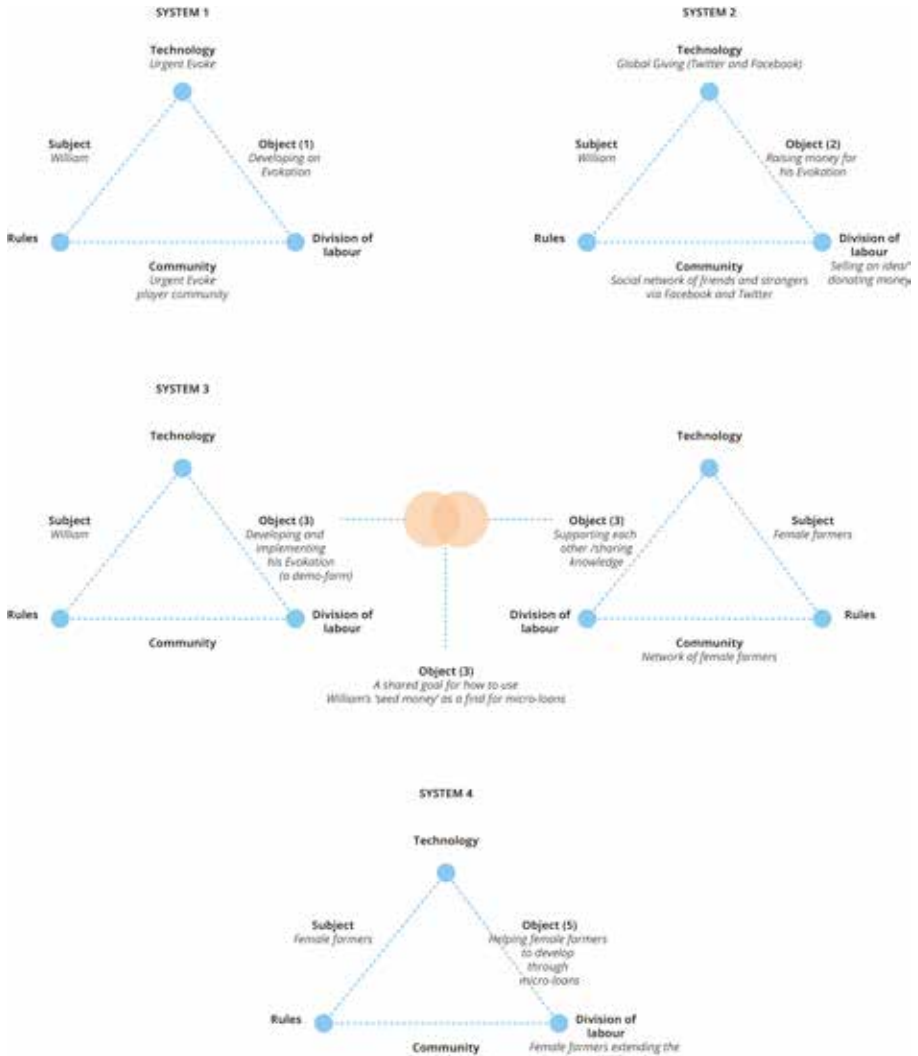 SYSTEM 1
Technology
Urgent Evoke
Subject
William
Object (1)
Developing an
Evokation
Rules
Division of
labour
Community
Urgent Evoke
player community
SYSTEM 2
Technology
Global Giving (Twitter and Facebook)
Subject
William
Object (2)
Raising money for
his Evokation
Rules
Division of
labour
Selling an idea/"
donating money
Community
Social network of friends and strangers
via Facebook and Twitter
SYSTEM 3
Technology
Subject
William
Object (3)
Developing and
implementing
his Evokation
(a demo-farm)
Rules
Division of
labour
Community
Technology
Object (3)
Supporting each
other /sharing
knowledge
Subject
Female farmers
Division of
labour
Rules
Community
Network of female farmers
Object (3)
A shared goal for how to use
William's 'seed money' as a find for micro-loans
SYSTEM 4
Technology
Subject
Female farmers
Object (5)
Helping female farmers
to develop
through
micro-loans
Rules
Division of
labour
Female farmers extending the
Community